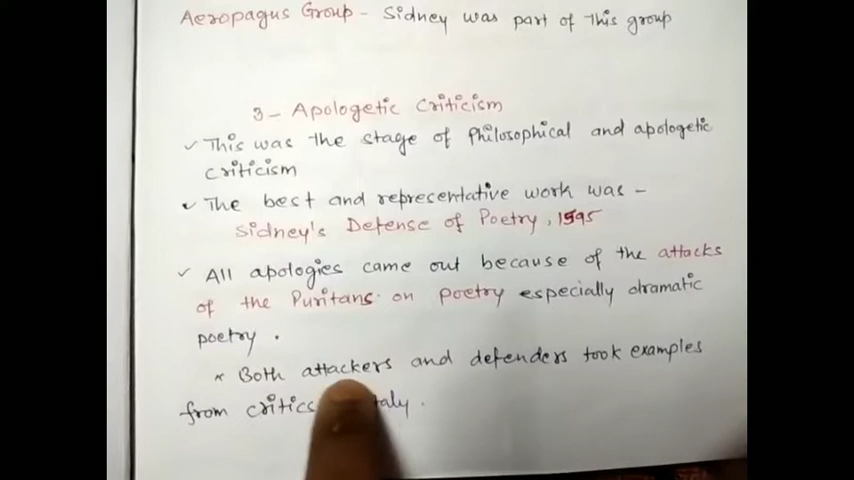 Aeropagus Group - Sidney was part of this group
3- Apologetic Criticism
✓ This was the stage of Philosophical and apologetic
criticism
✓ The best and representative work was -
Sidney's Defense of Poetry, 1595
✓ All apologies came out because of the attacks
of the Puritans on poetry especially dramatic
poetry.
* Both attackers and defenders took examples
from critics taly.